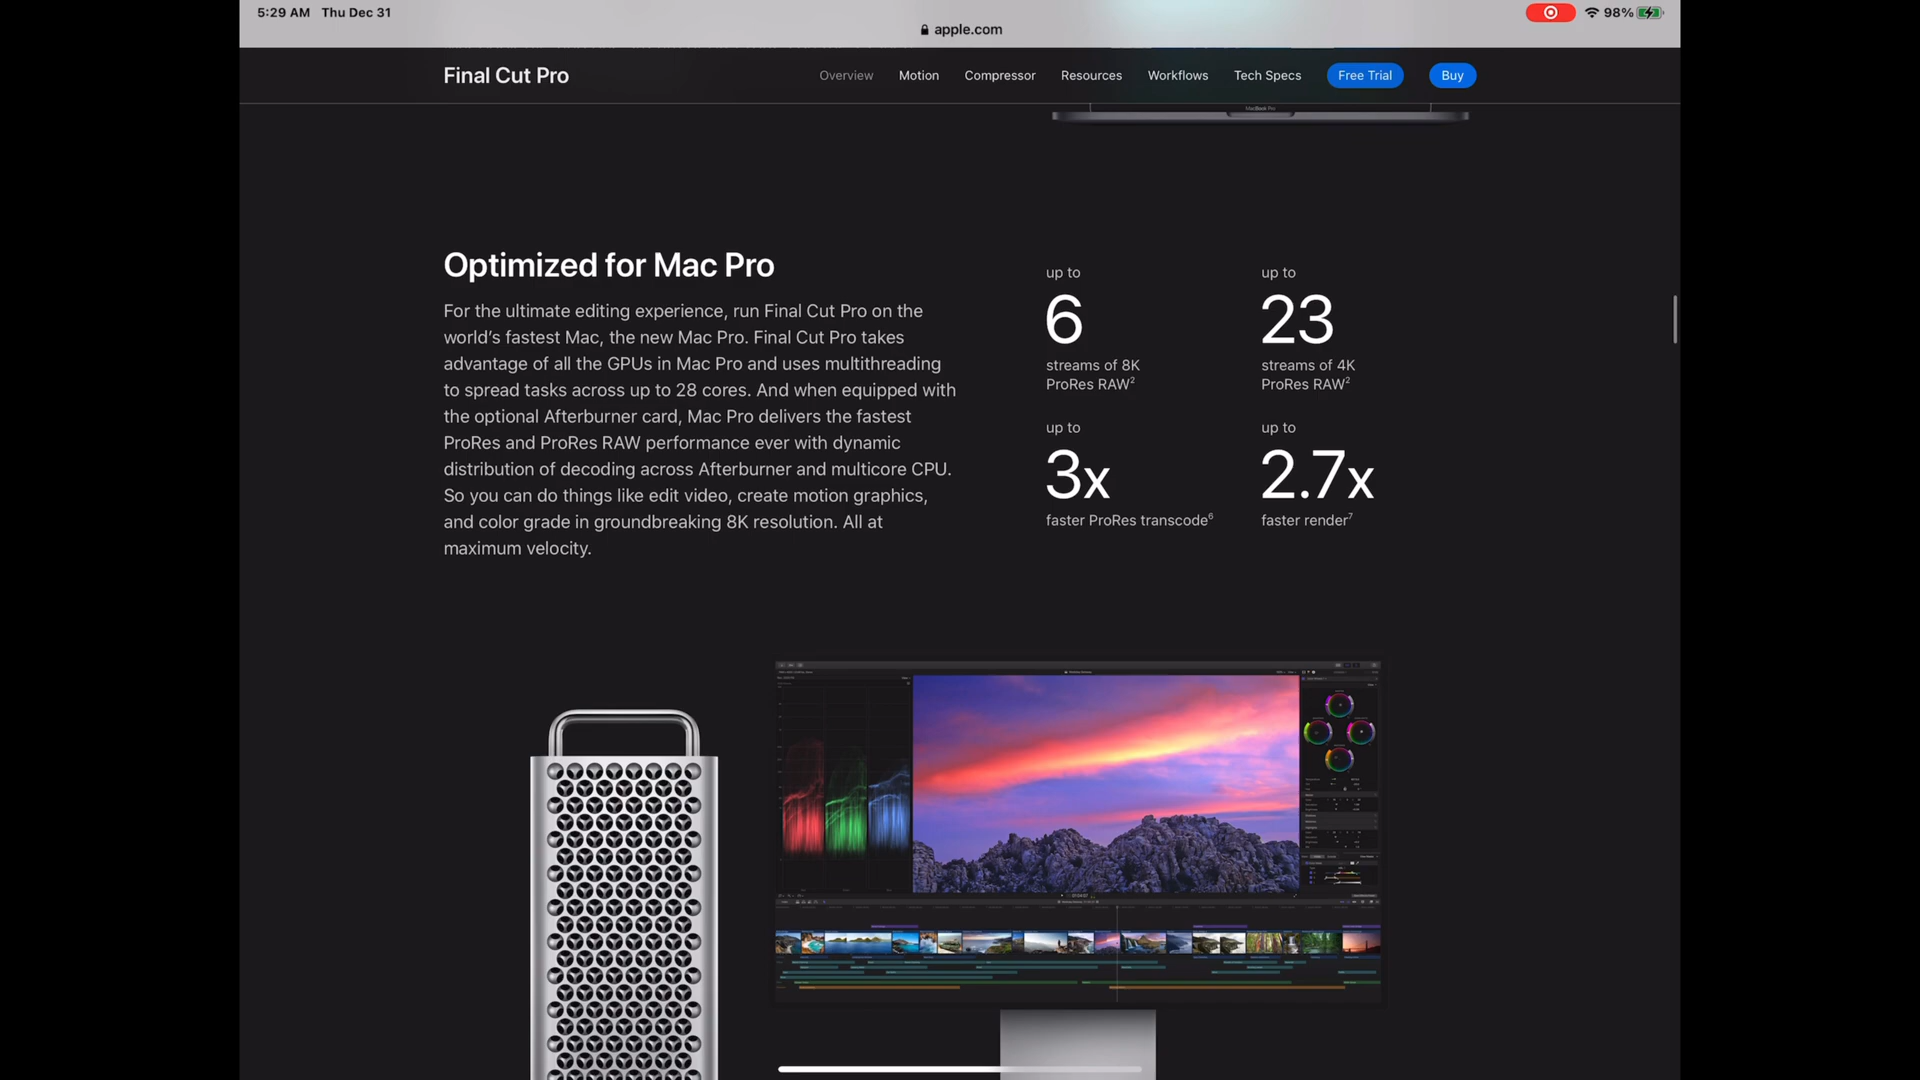 5:29 AM Thu Dec 31
98%
apple.com
Final Cut Pro
Overview
Motion
Compressor
Resources
Workflows
Tech Specs
Free Trial
Buy
MacBook Pro
Optimized for Mac Pro
For the ultimate editing experience, run Final Cut Pro on the
world's fastest Mac, the new Mac Pro. Final Cut Pro takes
advantage of all the GPUs in Mac Pro and uses multithreading
to spread tasks across up to 28 cores. And when equipped with
the optional Afterburner card, Mac Pro delivers the fastest
ProRes and ProRes RAW performance ever with dynamic
distribution of decoding across Afterburner and multicore CPU.
So you can do things like edit video, create motion graphics,
and color grade in groundbreaking 8K resolution. All at
maximum velocity.
up to
6
streams of 8K
ProRes RAW²
up to
23
streams of 4K
ProRes RAW²
up to
3x
faster ProRes transcode⁶
up to
2.7x
faster render⁷